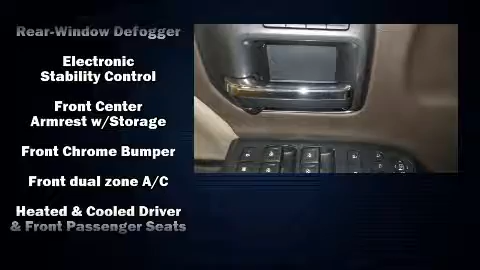 Rear-Window Defogger
Electronic
Stability Control
Front Center
Armrest w/Storage
Front Chrome Bumper
Front dual zone A/C
Heated & Cooled Driver
& Front Passenger Seats